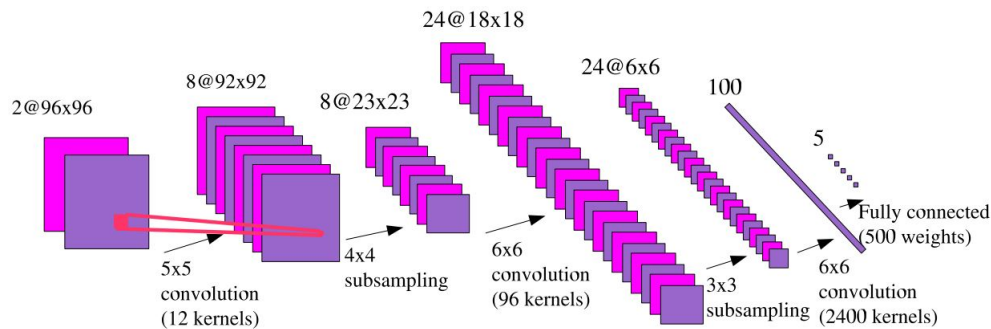 2@96x96
8@92x92
8@23x23
24@18x18
24@6x6
100
5
5x5
convolution
(12 kernels)
4x4
subsampling
6x6
convolution
(96 kernels)
3x3
subsampling
6x6
convolution
(2400 kernels)
Fully connected
(500 weights)